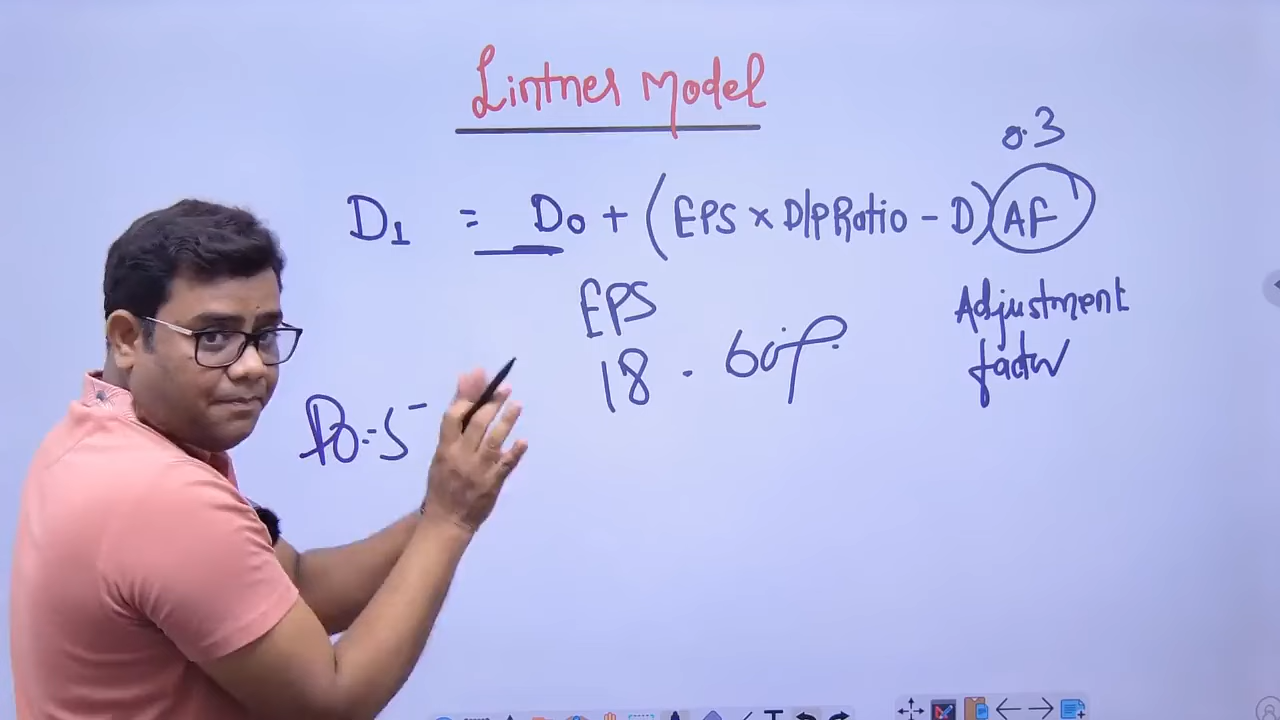 Lintner Model
0.3
D1 = D0 + (EPS × D/P Ratio - D) AF
EPS
Adjustment
factor
18 . 60%
D0 = 5